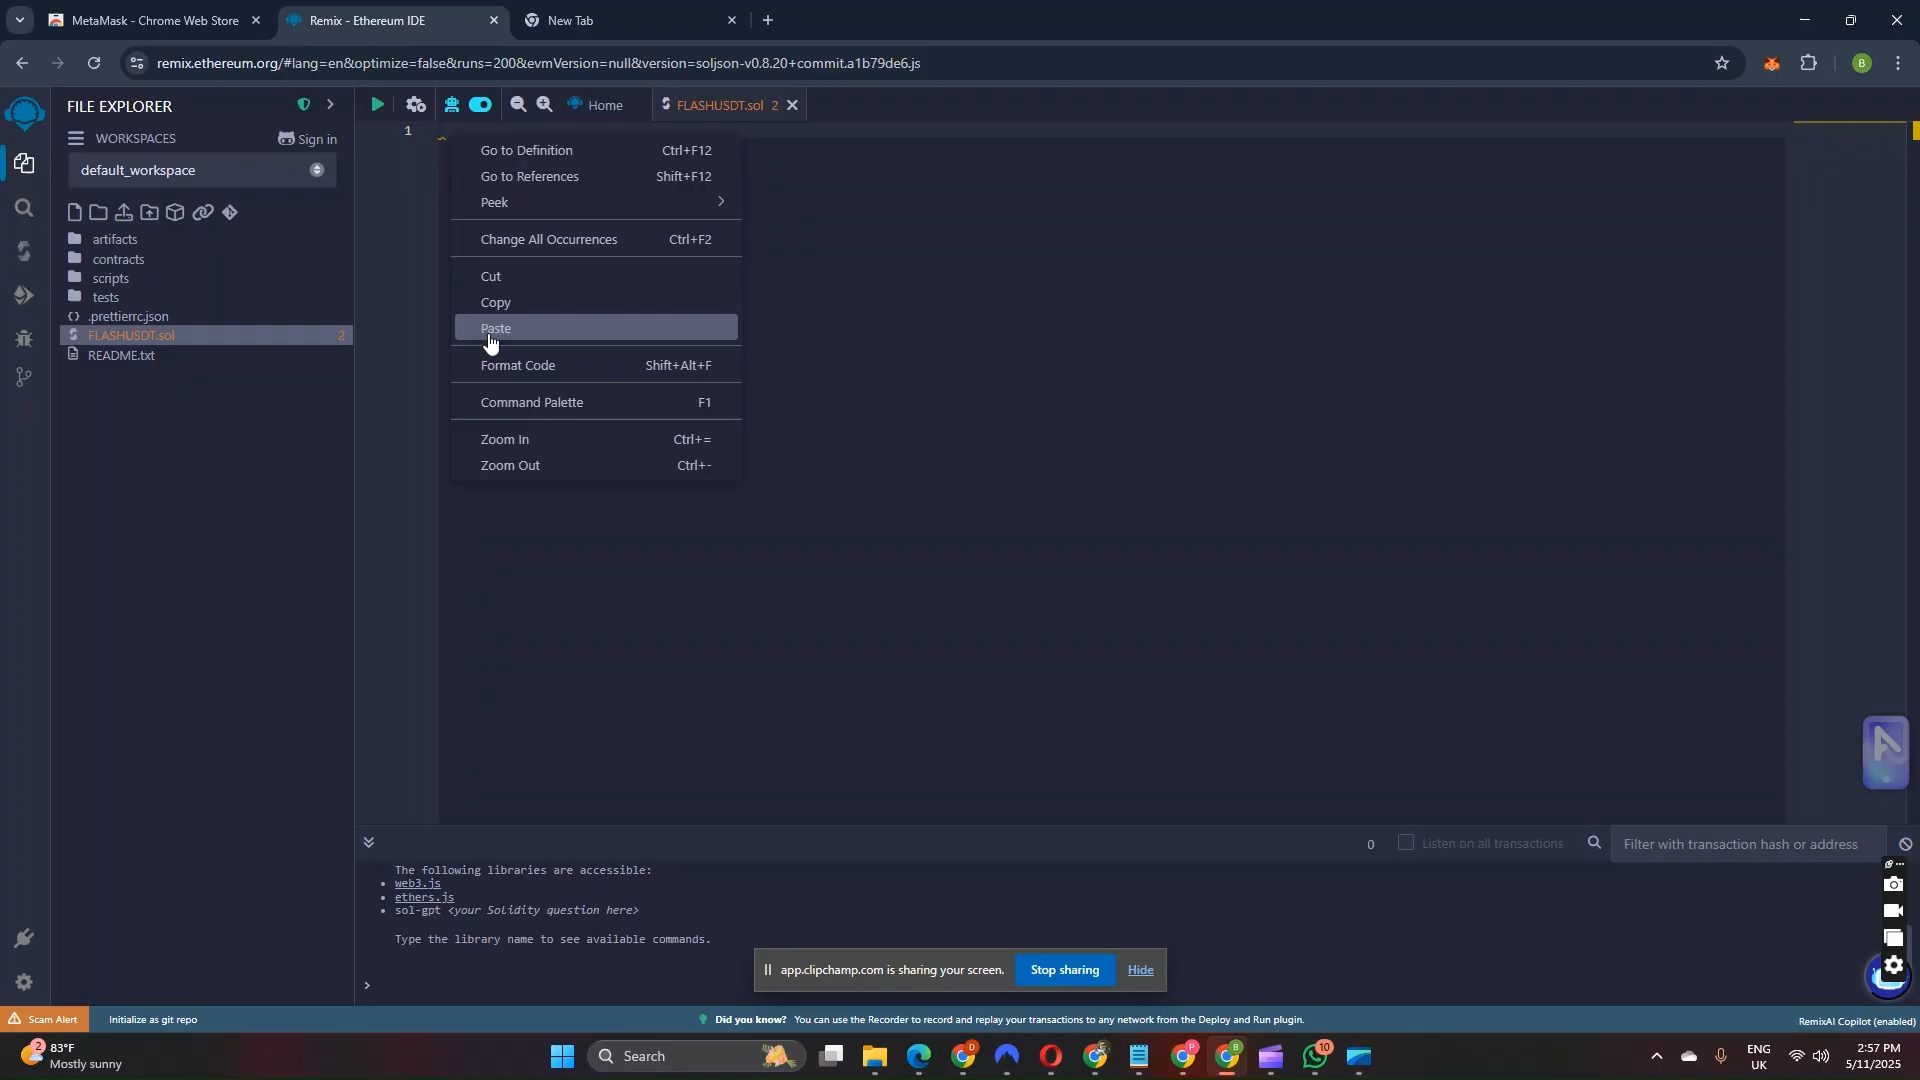 MetaMask - Chrome Web Store
Remix - Ethereum IDE
New Tab
remix.ethereum.org/#lang=en&optimize=false&runs=200&evmVersion=null&version=soljson-v0.8.20+commit.a1b79de6.js
B
FILE EXPLORER
Home
FLASHUSDT.sol 2
WORKSPACES
Sign in
default_workspace
artifacts
contracts
scripts
tests
.prettierrc.json
FLASHUSDT.sol 2
README.txt
1
Go to Definition Ctrl+F12
Go to References Shift+F12
Peek
Change All Occurrences Ctrl+F2
Cut
Copy
Paste
Format Code Shift+Alt+F
Command Palette F1
Zoom In Ctrl+=
Zoom Out Ctrl+-
0
Listen on all transactions
Filter with transaction hash or address
The following libraries are accessible:
web3.js
ethers.js
sol-gpt <your Solidity question here>
Type the library name to see available commands.
>
app.clipchamp.com is sharing your screen.
Stop sharing
Hide
Scam Alert
Initialize as git repo
Did you know? You can use the Recorder to record and replay your transactions to any network from the Deploy and Run plugin.
RemixAI Copilot (enabled)
2
83°F
Mostly sunny
Search
D
P
B
10
ENG
UK
2:57 PM
5/11/2025